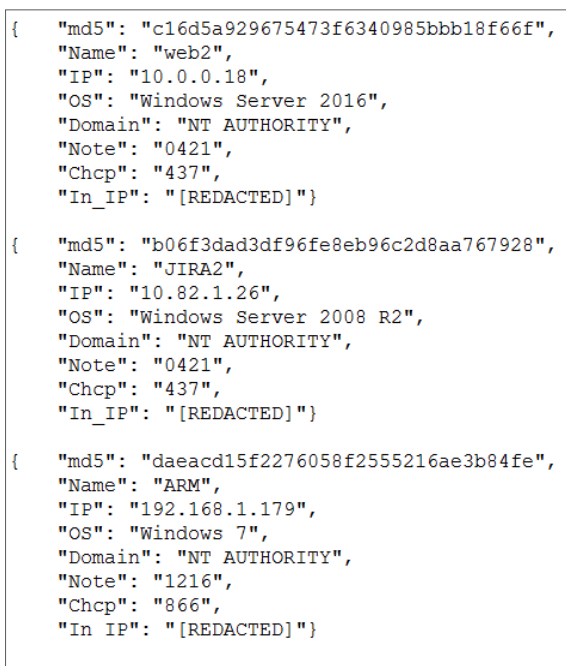 {   "md5": "c16d5a929675473f6340985bbb18f66f",
    "Name": "web2",
    "IP": "10.0.0.18",
    "OS": "Windows Server 2016",
    "Domain": "NT AUTHORITY",
    "Note": "0421",
    "Chcp": "437",
    "In_IP": "[REDACTED]"}
{   "md5": "b06f3dad3df96fe8eb96c2d8aa767928",
    "Name": "JIRA2",
    "IP": "10.82.1.26",
    "OS": "Windows Server 2008 R2",
    "Domain": "NT AUTHORITY",
    "Note": "0421",
    "Chcp": "437",
    "In_IP": "[REDACTED]"}
{   "md5": "daeacd15f2276058f2555216ae3b84fe",
    "Name": "ARM",
    "IP": "192.168.1.179",
    "OS": "Windows 7",
    "Domain": "NT AUTHORITY",
    "Note": "1216",
    "Chcp": "866",
    "In_IP": "[REDACTED]"}